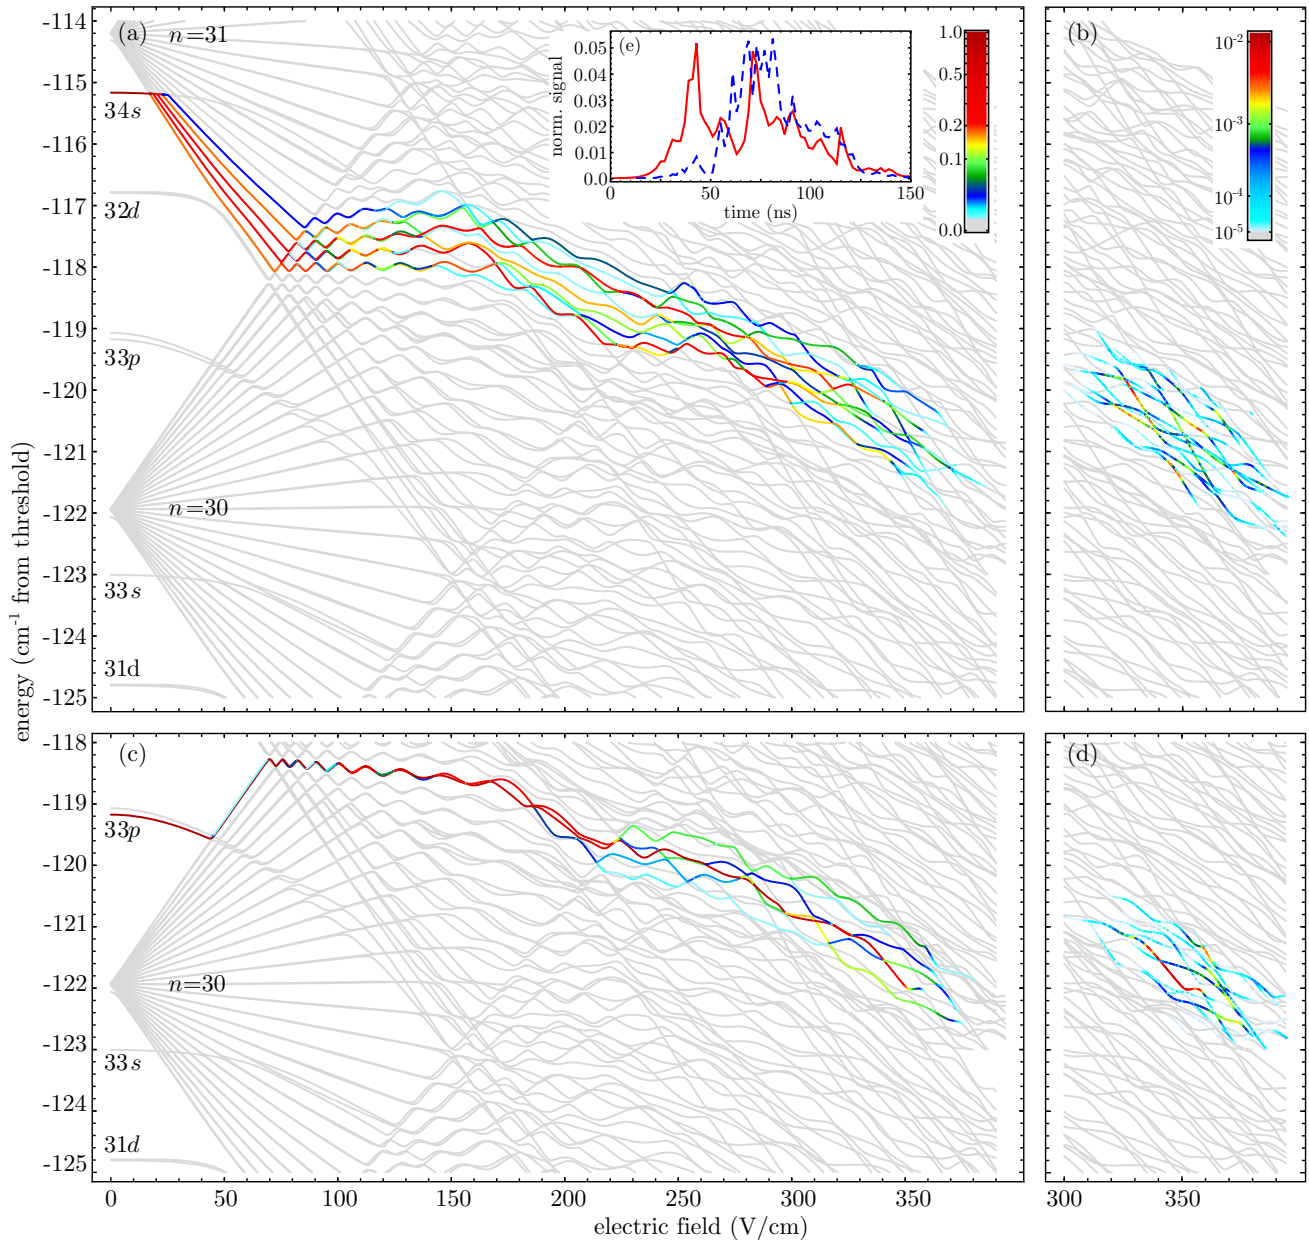 -114
-115
-116
-117
-118
-119
-120
-121
-122
-123
-124
-125
(a)
n=31
34s
32d
33p
n=30
33s
31d
(e)
norm. signal
0.05
0.04
0.03
0.02
0.01
0.0
0
50
100
150
time (ns)
1.0
0.5
0.2
0.1
0.0
(b)
10-2
10-3
10-4
10-5
energy (cm-1 from threshold)
-118
-119
-120
-121
-122
-123
-124
-125
(c)
33p
n=30
33s
31d
(d)
0
50
100
150
200
250
300
350
300
350
electric field (V/cm)